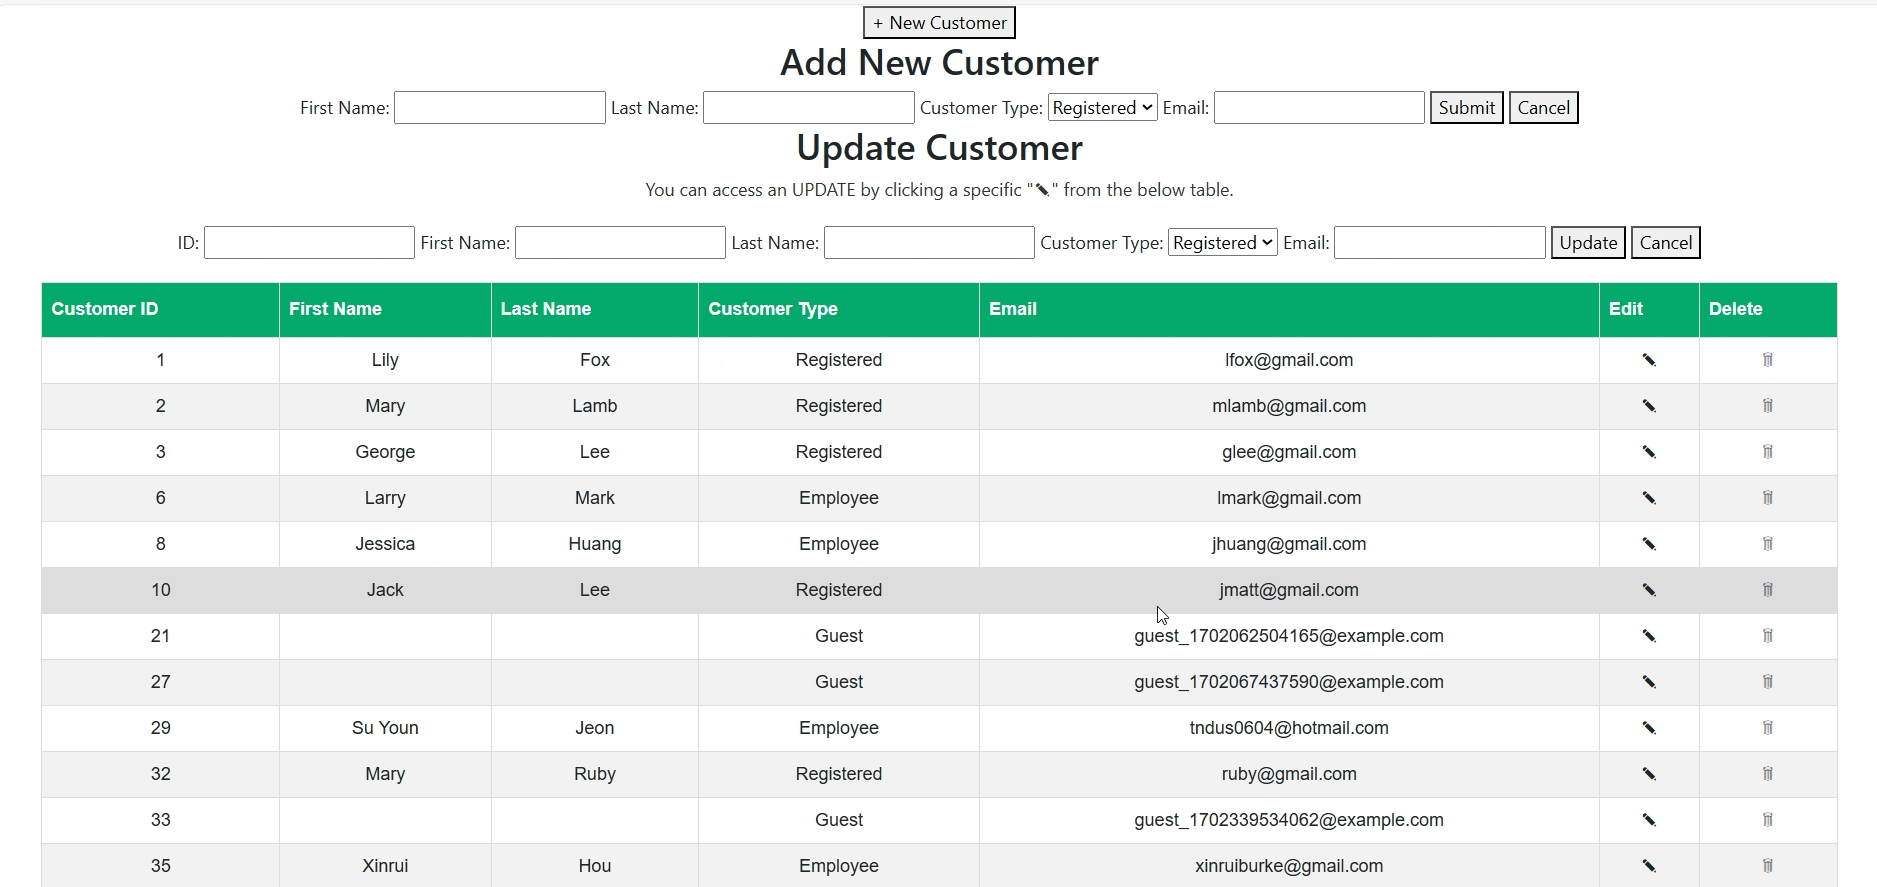 + New Customer
Add New Customer
First Name: Last Name: Customer Type: Registered Email: Submit Cancel
Update Customer
You can access an UPDATE by clicking a specific "✎" from the below table.
ID: First Name: Last Name: Customer Type: Registered Email: Update Cancel
Customer ID First Name Last Name Customer Type Email Edit Delete
1 Lily Fox Registered lfox@gmail.com
2 Mary Lamb Registered mlamb@gmail.com
3 George Lee Registered glee@gmail.com
6 Larry Mark Employee lmark@gmail.com
8 Jessica Huang Employee jhuang@gmail.com
10 Jack Lee Registered jmatt@gmail.com
21 Guest guest_1702062504165@example.com
27 Guest guest_1702067437590@example.com
29 Su Youn Jeon Employee tndus0604@hotmail.com
32 Mary Ruby Registered ruby@gmail.com
33 Guest guest_1702339534062@example.com
35 Xinrui Hou Employee xinruiburke@gmail.com